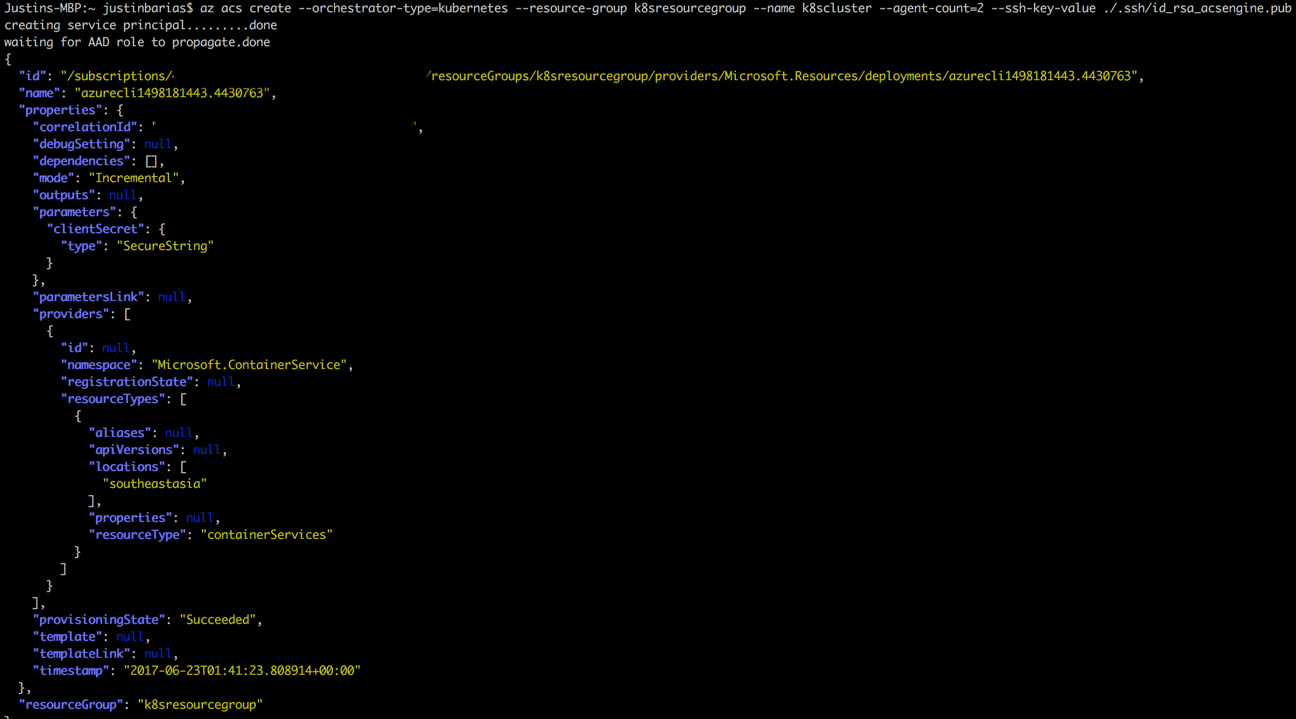 Justins-MBP:~ justinbarias$ az acs create --orchestrator-type=kubernetes --resource-group k8sresourcegroup --name k8scluster --agent-count=2 --ssh-key-value ./.ssh/id_rsa_acsengine.pub
creating service principal.........done
waiting for AAD role to propagate.done
{
  "id": "/subscriptions/ /resourceGroups/k8sresourcegroup/providers/Microsoft.Resources/deployments/azurecli1498181443.4430763",
  "name": "azurecli1498181443.4430763",
  "properties": {
    "correlationId": " ",
    "debugSetting": null,
    "dependencies": [],
    "mode": "Incremental",
    "outputs": null,
    "parameters": {
      "clientSecret": {
        "type": "SecureString"
      }
    },
    "parametersLink": null,
    "providers": [
      {
        "id": null,
        "namespace": "Microsoft.ContainerService",
        "registrationState": null,
        "resourceTypes": [
          {
            "aliases": null,
            "apiVersions": null,
            "locations": [
              "southeastasia"
            ],
            "properties": null,
            "resourceType": "containerServices"
          }
        ]
      }
    ],
    "provisioningState": "Succeeded",
    "template": null,
    "templateLink": null,
    "timestamp": "2017-06-23T01:41:23.808914+00:00"
  },
  "resourceGroup": "k8sresourcegroup"
}